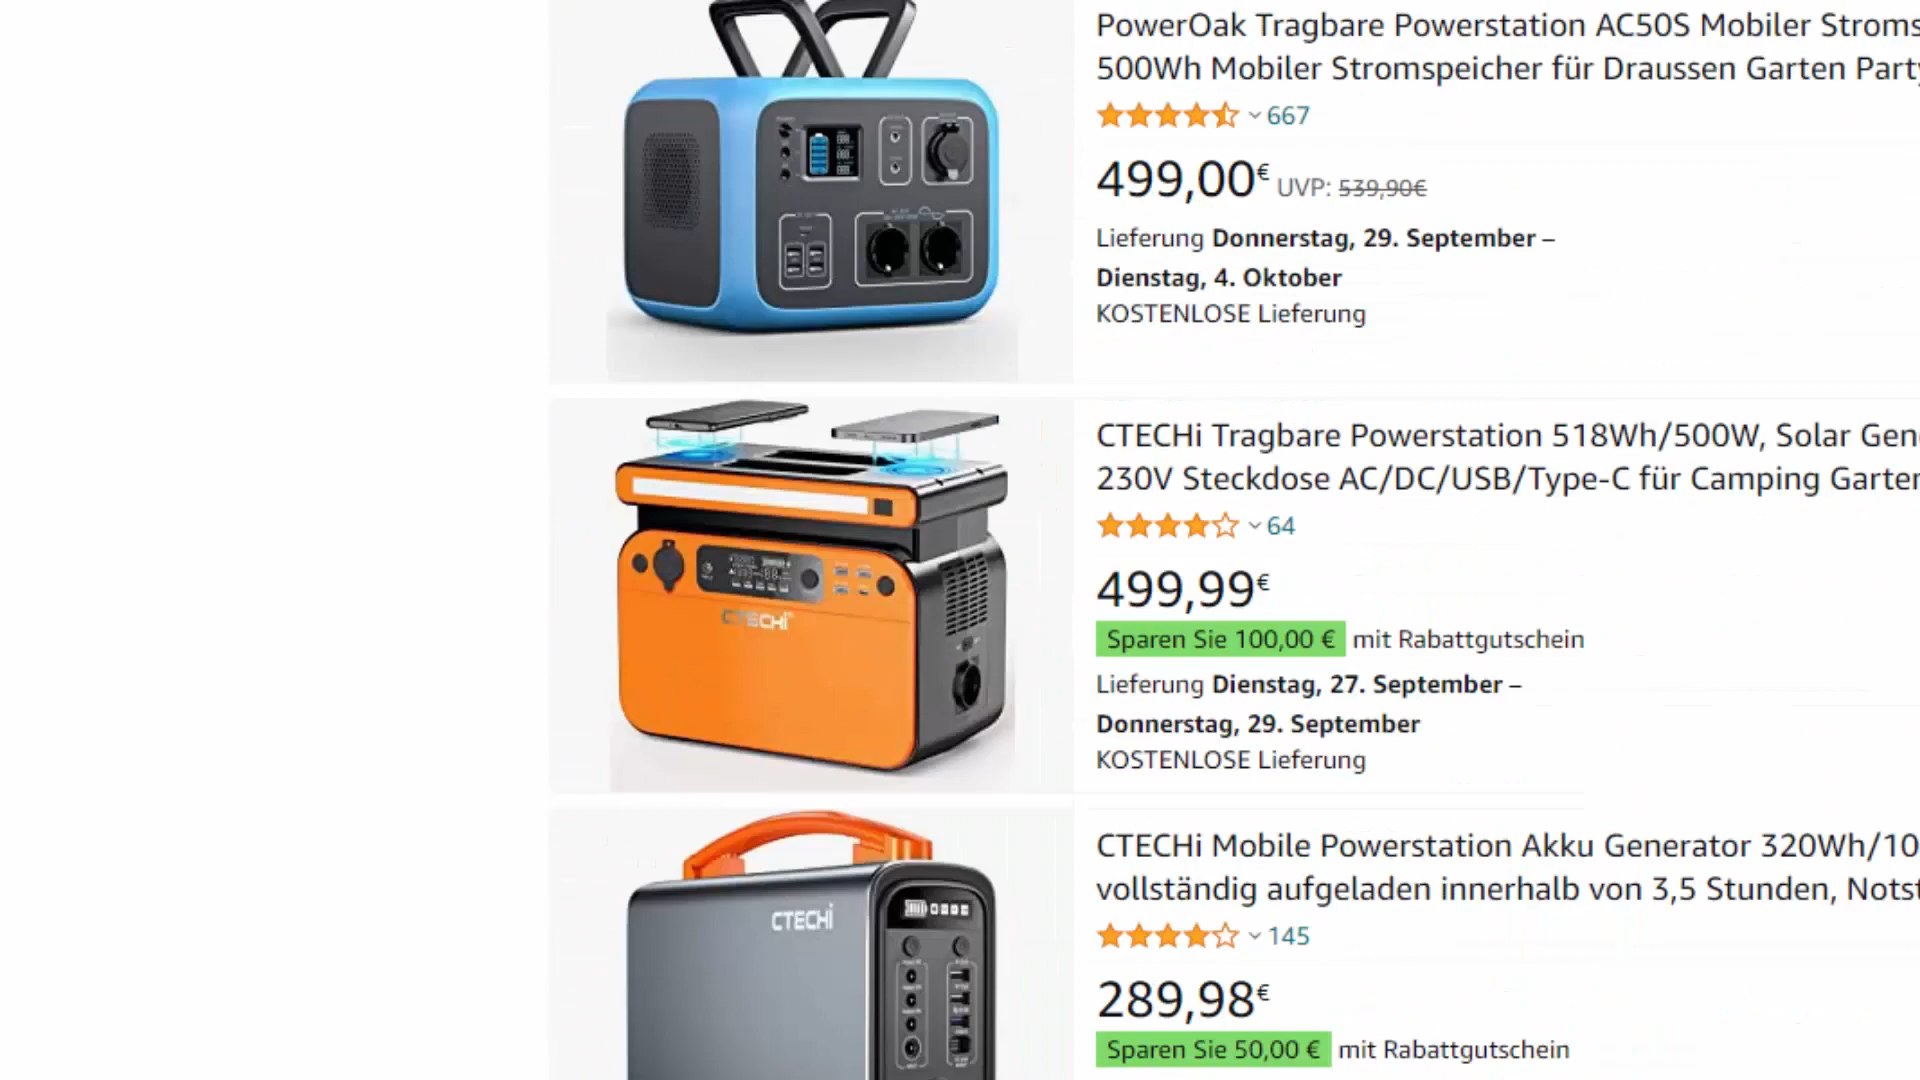 PowerOak Tragbare Powerstation AC50S Mobiler Stroms
500Wh Mobiler Stromspeicher für Draussen Garten Party
667
499,00€ UVP: 539,90€
Lieferung Donnerstag, 29. September –
Dienstag, 4. Oktober
KOSTENLOSE Lieferung
CTECHi Tragbare Powerstation 518Wh/500W, Solar Gen
230V Steckdose AC/DC/USB/Type-C für Camping Garten
64
CTECHi
499,99€
Sparen Sie 100,00 € mit Rabattgutschein
Lieferung Dienstag, 27. September –
Donnerstag, 29. September
KOSTENLOSE Lieferung
CTECHi Mobile Powerstation Akku Generator 320Wh/10
vollständig aufgeladen innerhalb von 3,5 Stunden, Notst
CTECHi
145
289,98€
Sparen Sie 50,00 € mit Rabattgutschein